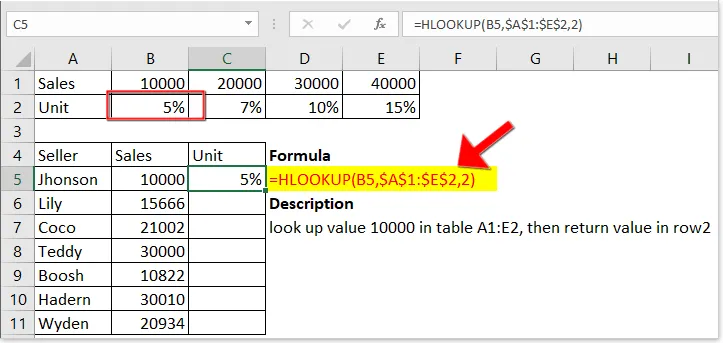 C5 fx =HLOOKUP(B5,$A$1:$E$2,2)
A B C D E F G H I
1 Sales 10000 20000 30000 40000
2 Unit 5% 7% 10% 15%
3
4 Seller Sales Unit Formula
5 Jhonson 10000 5% =HLOOKUP(B5,$A$1:$E$2,2)
6 Lily 15666 Description
7 Coco 21002 look up value 10000 in table A1:E2, then return value in row2
8 Teddy 30000
9 Boosh 10822
10 Hadern 30010
11 Wyden 20934